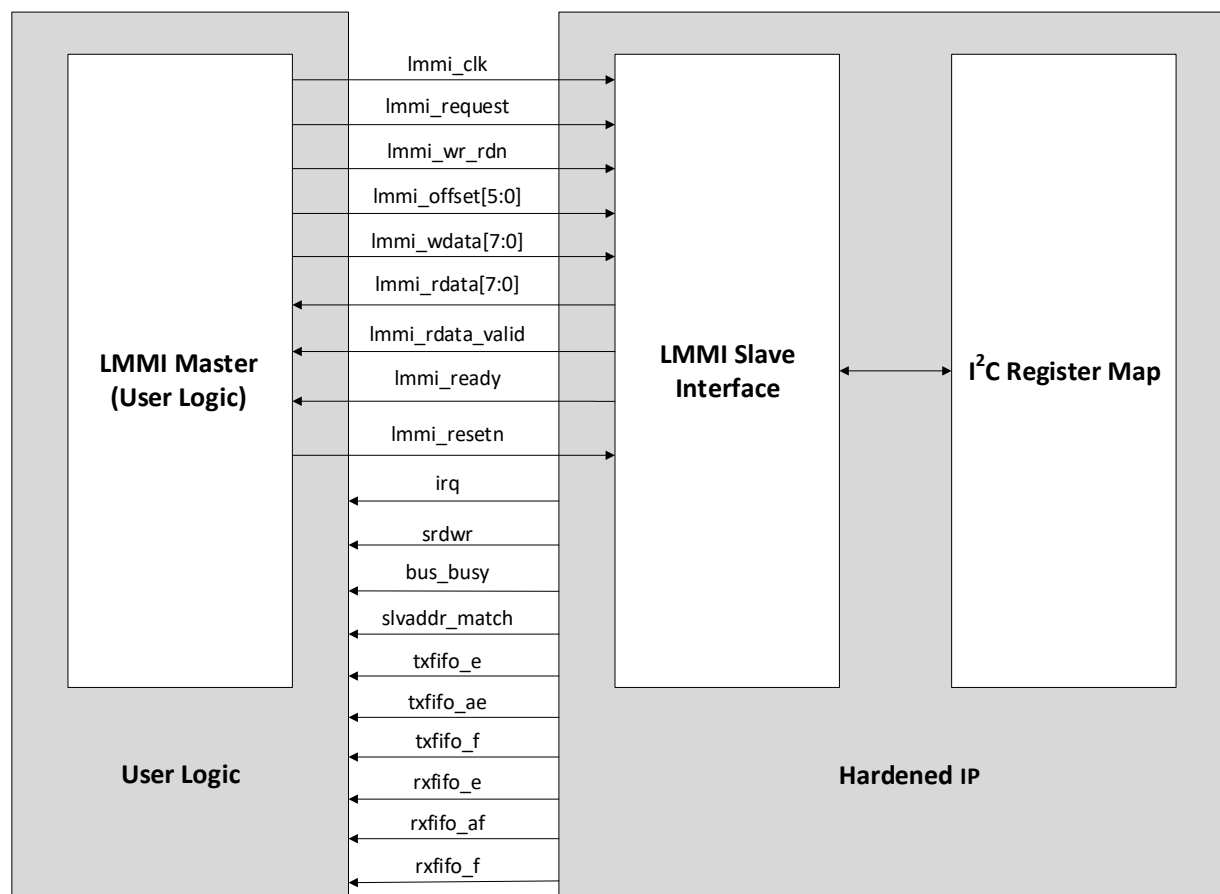 lmmi_clk
lmmi_request
lmmi_wr_rdn
lmmi_offset[5:0]
lmmi_wdata[7:0]
lmmi_rdata[7:0]
lmmi_rdata_valid
lmmi_ready
lmmi_resetn
irq
srdwr
bus_busy
slvaddr_match
txfifo_e
txfifo_ae
txfifo_f
rxfifo_e
rxfifo_af
rxfifo_f
LMMI Master
(User Logic)
LMMI Slave
Interface
I²C Register Map
User Logic
Hardened IP